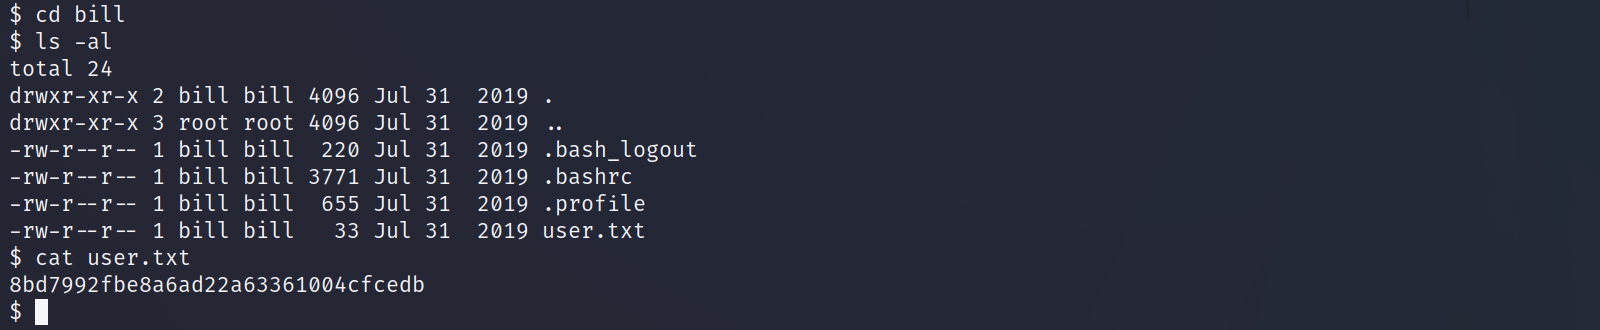 $ cd bill
$ ls -al
total 24
drwxr-xr-x 2 bill bill 4096 Jul 31  2019 .
drwxr-xr-x 3 root root 4096 Jul 31  2019 ..
-rw-r--r-- 1 bill bill  220 Jul 31  2019 .bash_logout
-rw-r--r-- 1 bill bill 3771 Jul 31  2019 .bashrc
-rw-r--r-- 1 bill bill  655 Jul 31  2019 .profile
-rw-r--r-- 1 bill bill   33 Jul 31  2019 user.txt
$ cat user.txt
8bd7992fbe8a6ad22a63361004cfcedb
$